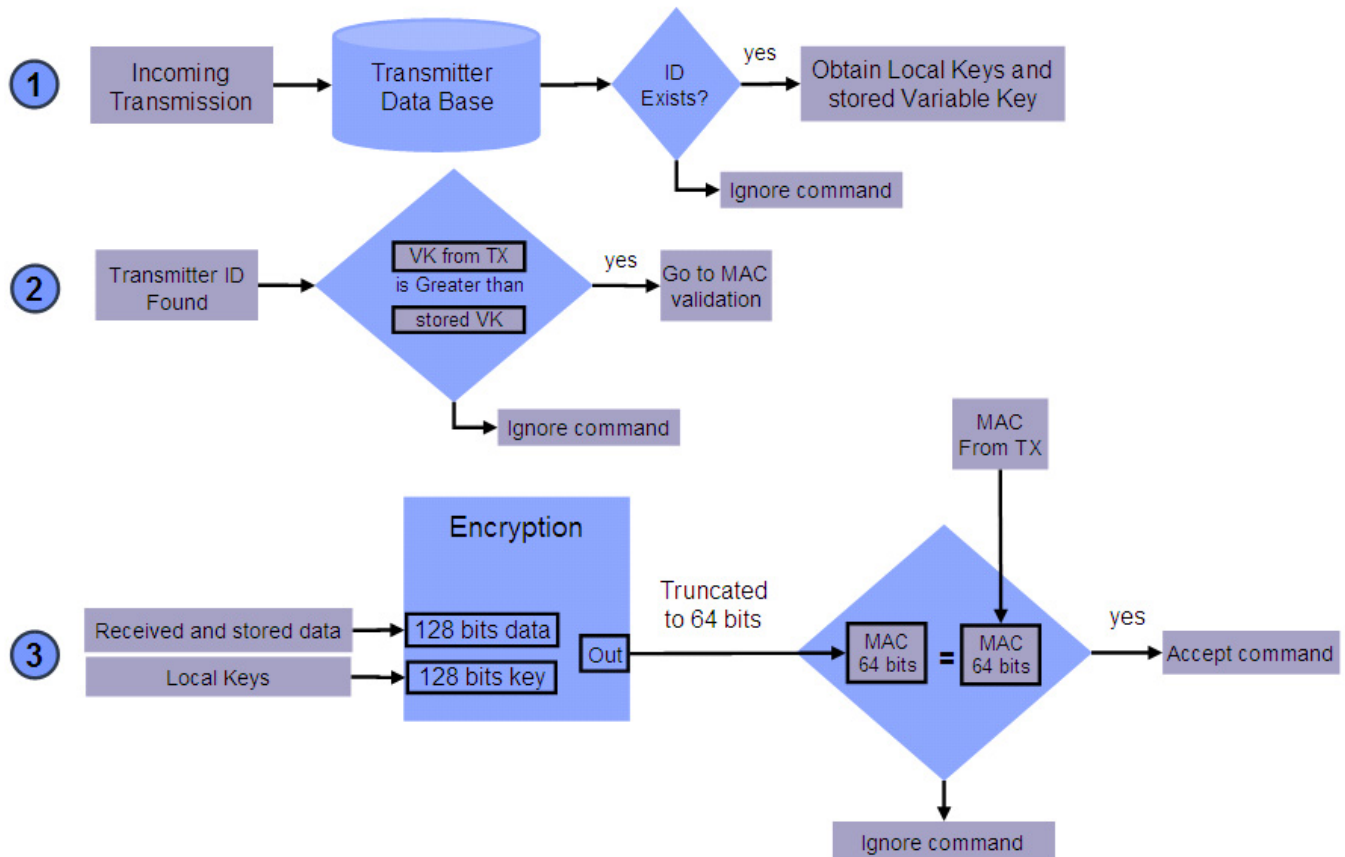 1
Incoming
Transmission
Transmitter
Data Base
ID
Exists?
yes
Obtain Local Keys and
stored Variable Key
Ignore command
2
Transmitter ID
Found
VK from TX
is Greater than
stored VK
yes
Go to MAC
validation
Ignore command
MAC
From TX
3
Received and stored data
Local Keys
Encryption
128 bits data
128 bits key
Out
Truncated
to 64 bits
MAC
64 bits
=
MAC
64 bits
yes
Accept command
Ignore command